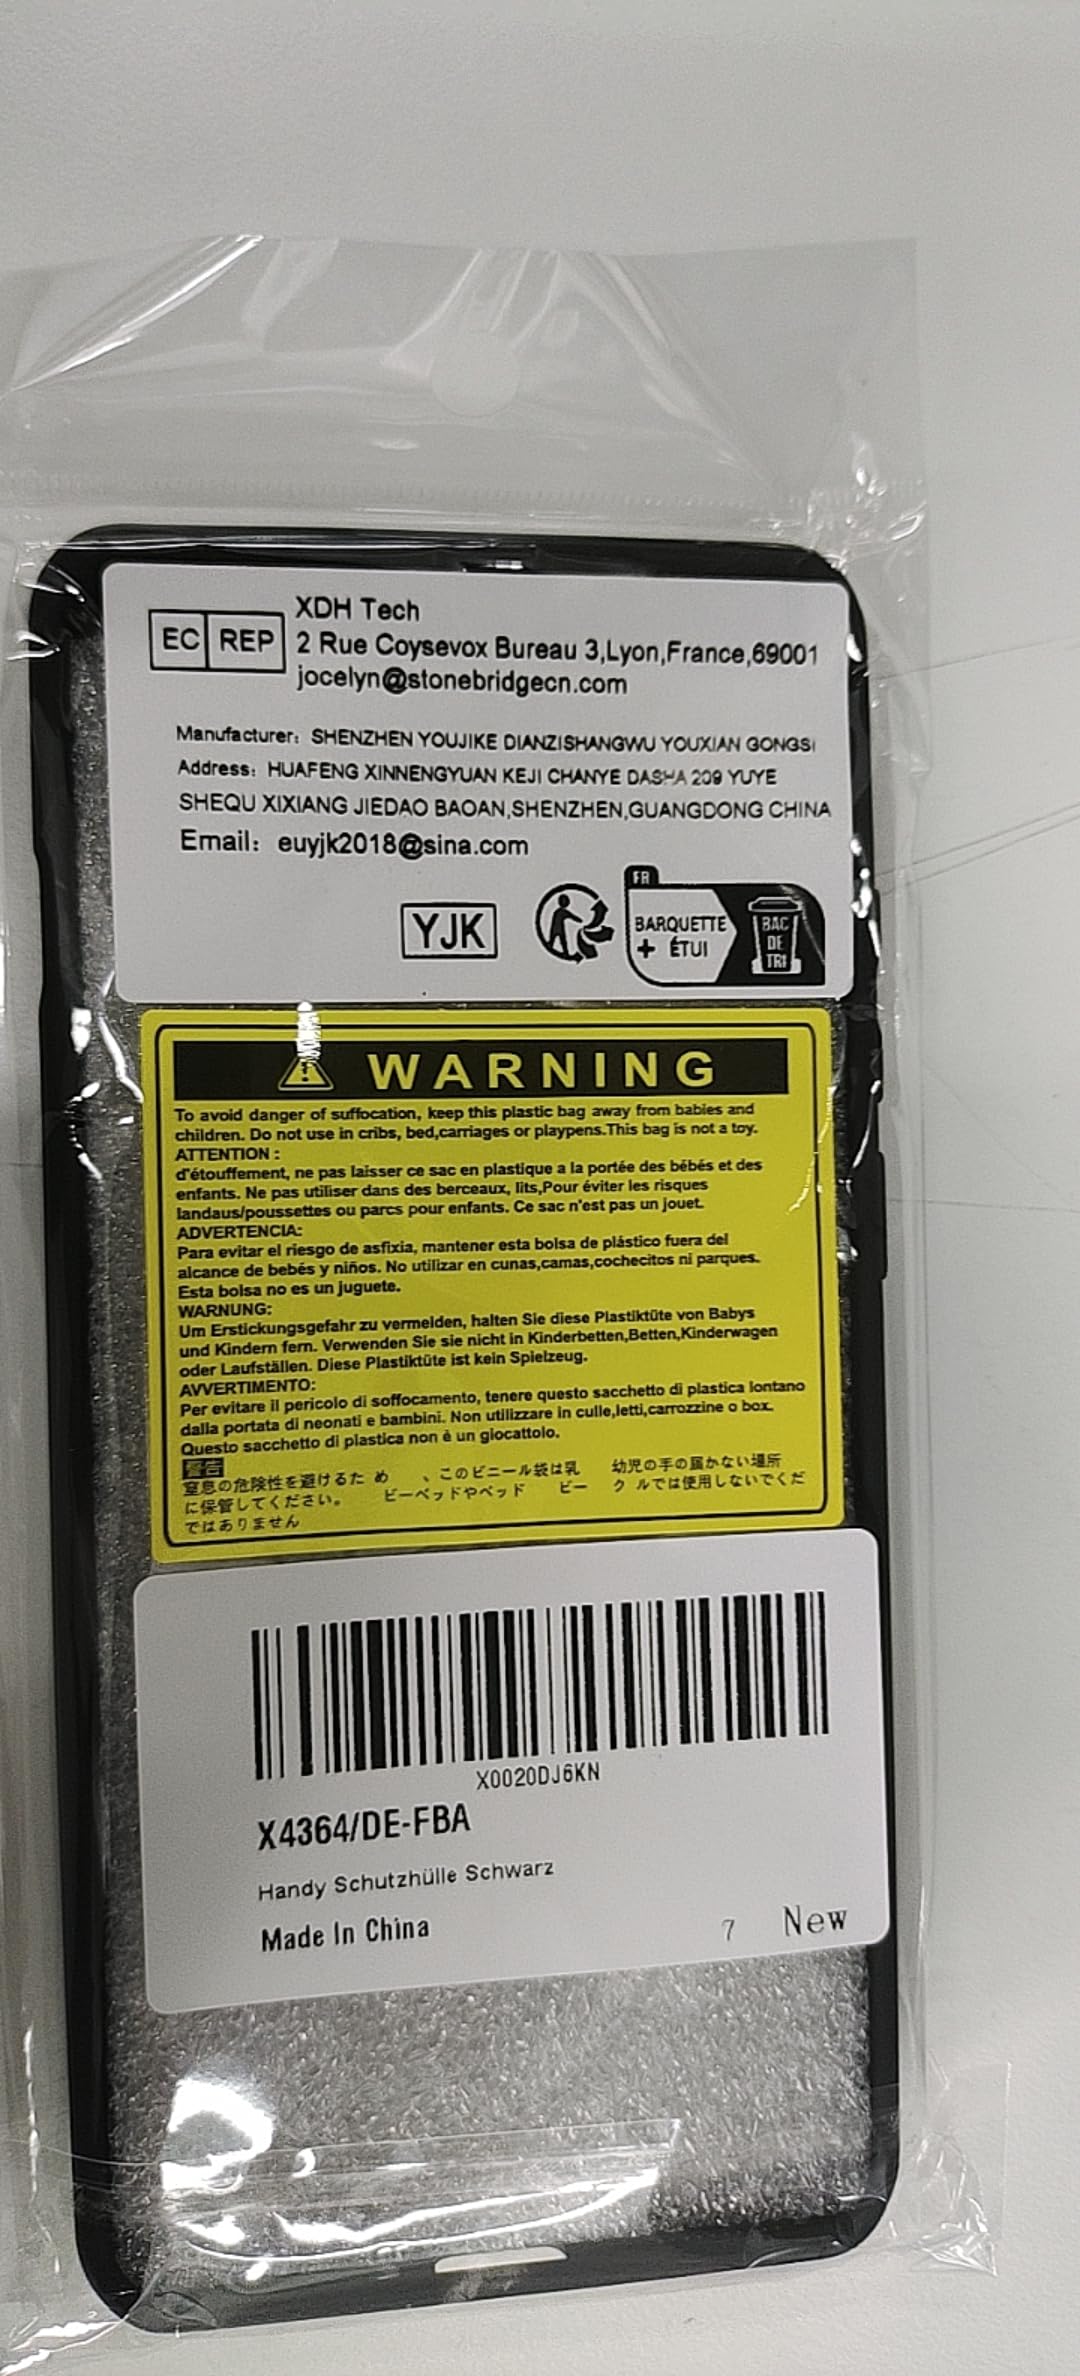 EC REP
XDH Tech
2 Rue Coysevox Bureau 3,Lyon,France,69001
jocelyn@stonebridgecn.com
Manufacturer: SHENZHEN YOUJIKE DIANZISHANGWU YOUXIAN GONGSI
Address: HUAFENG XINNENGYUAN KEJI CHANYE DASHA 209 YUYE
SHEQU XIXIANG JIEDAO BAOAN,SHENZHEN,GUANGDONG CHINA
Email: euyjk2018@sina.com
YJK
FR
BARQUETTE
+ ÉTUI
BAC
DE
TRI
WARNING
To avoid danger of suffocation, keep this plastic bag away from babies and
children. Do not use in cribs, bed,carriages or playpens.This bag is not a toy.
ATTENTION :
d'étouffement, ne pas laisser ce sac en plastique a la portée des bébés et des
enfants. Ne pas utiliser dans des berceaux, lits,Pour éviter les risques
landaus/poussettes ou parcs pour enfants. Ce sac n'est pas un jouet.
ADVERTENCIA:
Para evitar el riesgo de asfixia, mantener esta bolsa de plástico fuera del
alcance de bebés y niños. No utilizar en cunas,camas,cochecitos ni parques.
Esta bolsa no es un juguete.
WARNUNG:
Um Erstickungsgefahr zu vermeiden, halten Sie diese Plastiktüte von Babys
und Kindern fern. Verwenden Sie sie nicht in Kinderbetten,Betten,Kinderwagen
oder Laufställen. Diese Plastiktüte ist kein Spielzeug.
AVVERTIMENTO:
Per evitare il pericolo di soffocamento, tenere questo sacchetto di plastica lontano
dalla portata di neonati e bambini. Non utilizzare in culle,letti,carrozzine o box.
Questo sacchetto di plastica non è un giocattolo.
警告
窒息の危険性を避けるた め 、このビニール袋は乳 幼児の手の届かない場所
に保管してください。 ビーベッドやベッド ビー ク ルでは使用しないでくだ
ではありません
X0020DJ6KN
X4364/DE-FBA
Handy Schutzhülle Schwarz
Made In China
7 New